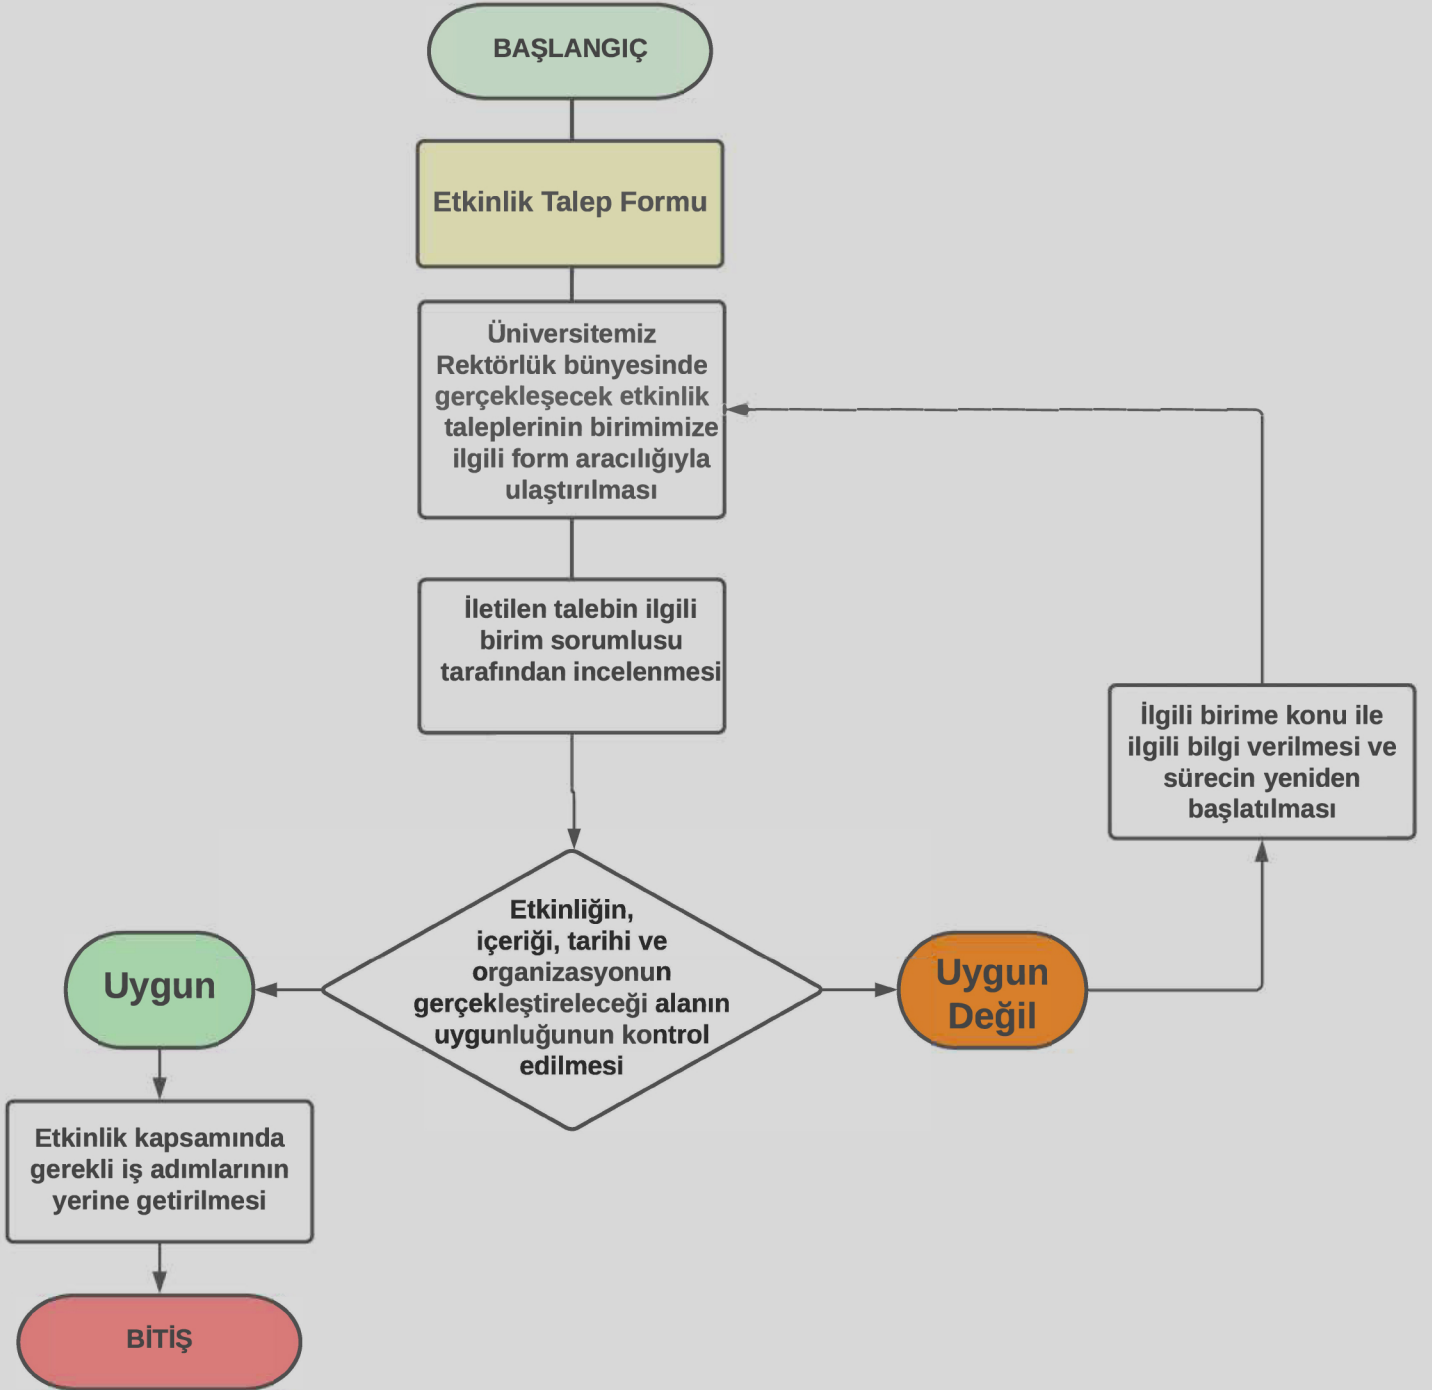 BAŞLANGIÇ
Etkinlik Talep Formu
Üniversitemiz
Rektörlük bünyesinde
gerçekleşecek etkinlik
taleplerinin birimimize
ilgili form aracılığıyla
ulaştırılması
İletilen talebin ilgili
birim sorumlusu
tarafından incelenmesi
İlgili birime konu ile
ilgili bilgi verilmesi ve
sürecin yeniden
başlatılması
Etkinliğin,
içeriği, tarihi ve
organizasyonun
gerçekleştireleceği alanın
uygunluğunun kontrol
edilmesi
Uygun
Uygun
Değil
Etkinlik kapsamında
gerekli iş adımlarının
yerine getirilmesi
BİTİŞ